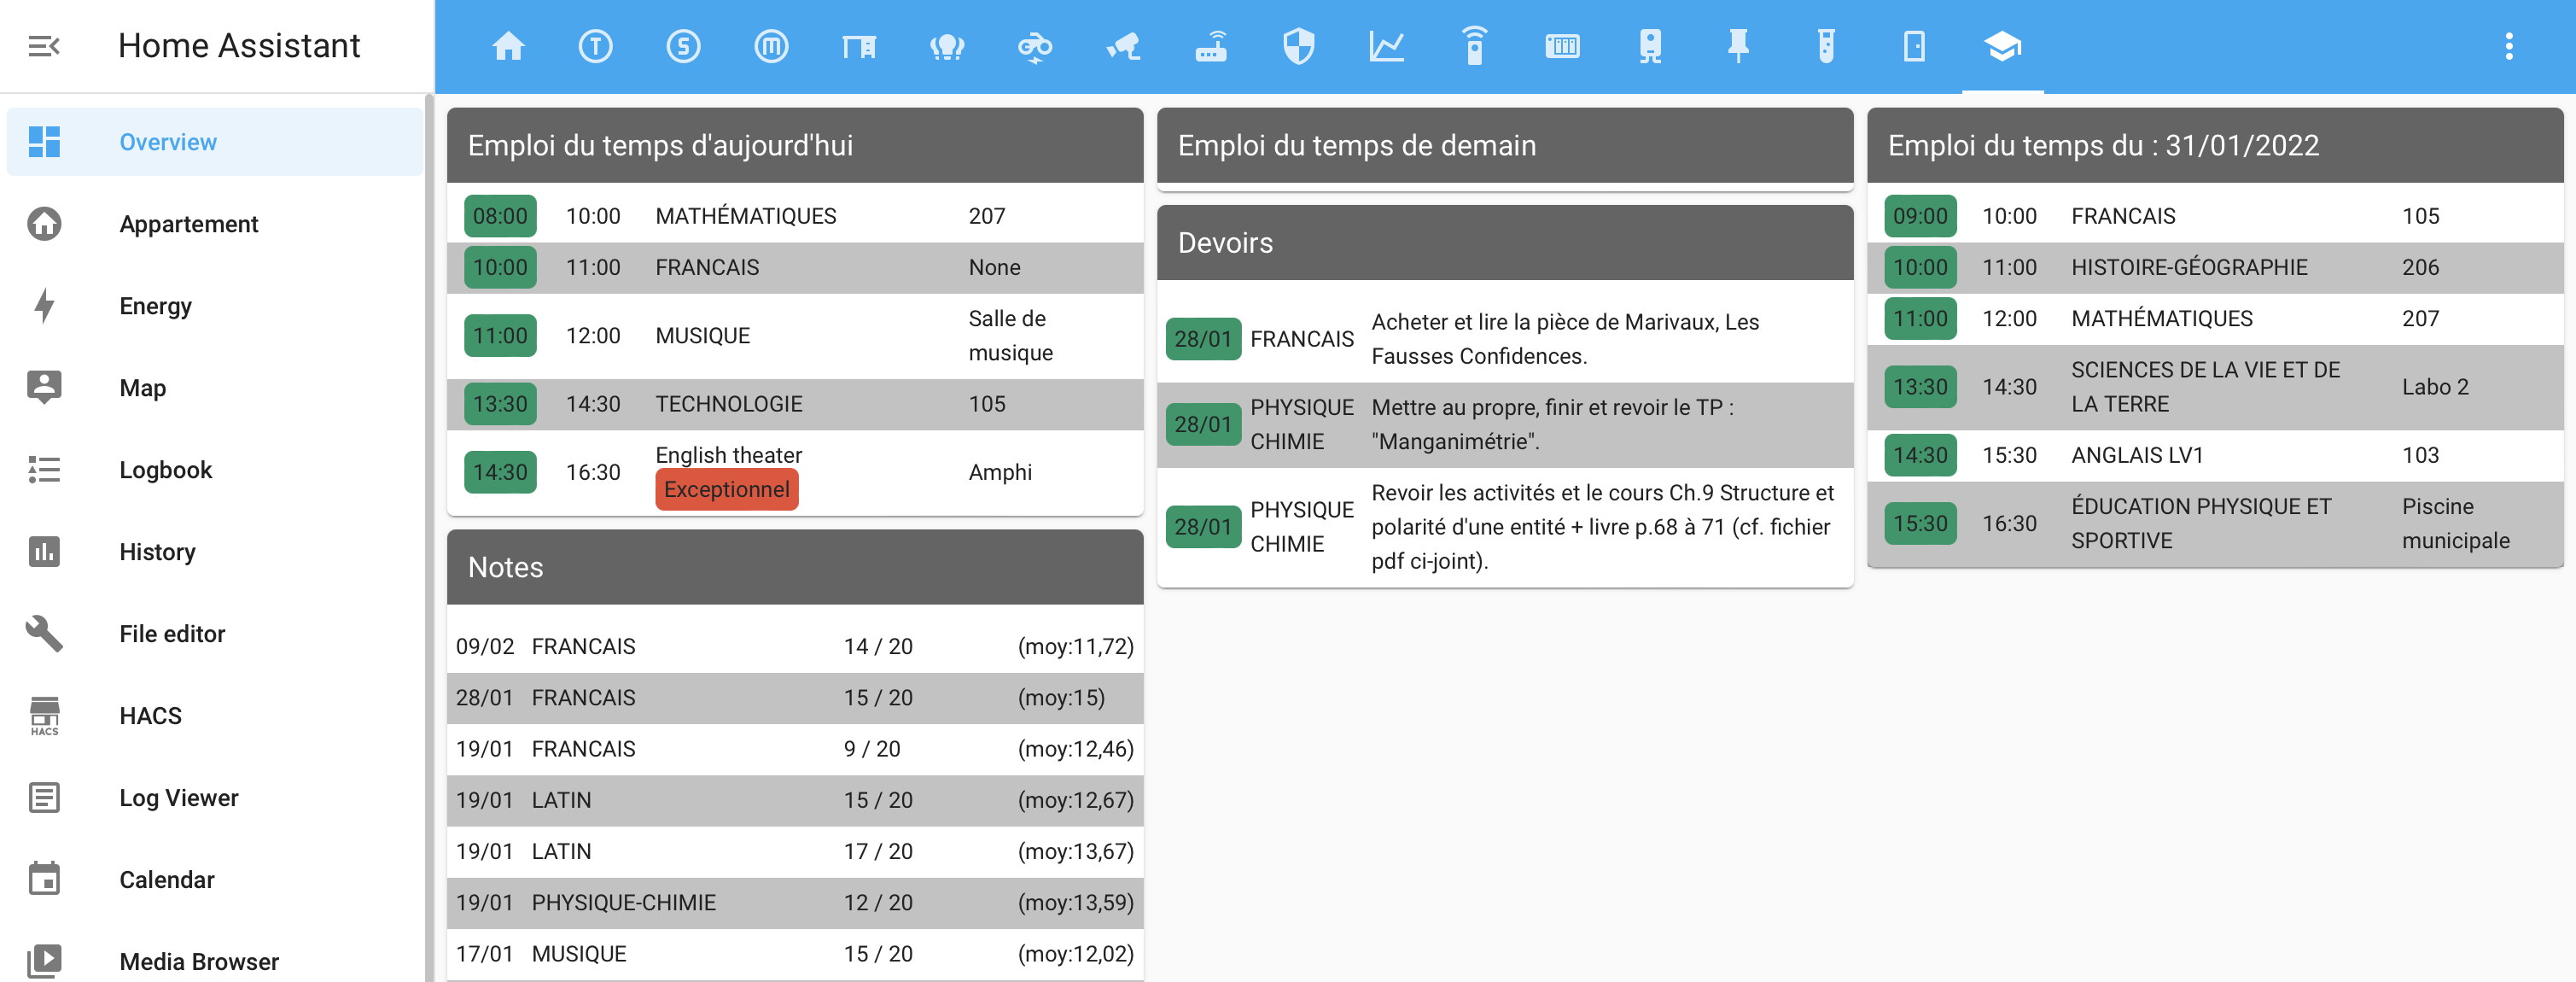 Home Assistant
T
S
M
Overview
Appartement
Energy
Map
Logbook
History
File editor
HACS
HACS
Log Viewer
Calendar
Media Browser
Emploi du temps d'aujourd'hui
08:00 10:00 MATHÉMATIQUES 207
10:00 11:00 FRANCAIS None
11:00 12:00 MUSIQUE Salle de
musique
13:30 14:30 TECHNOLOGIE 105
14:30 16:30 English theater Amphi
Exceptionnel
Notes
09/02 FRANCAIS 14 / 20 (moy:11,72)
28/01 FRANCAIS 15 / 20 (moy:15)
19/01 FRANCAIS 9 / 20 (moy:12,46)
19/01 LATIN 15 / 20 (moy:12,67)
19/01 LATIN 17 / 20 (moy:13,67)
19/01 PHYSIQUE-CHIMIE 12 / 20 (moy:13,59)
17/01 MUSIQUE 15 / 20 (moy:12,02)
Emploi du temps de demain
Devoirs
28/01 FRANCAIS Acheter et lire la pièce de Marivaux, Les
Fausses Confidences.
28/01 PHYSIQUE Mettre au propre, finir et revoir le TP :
CHIMIE "Manganimétrie".
28/01 PHYSIQUE Revoir les activités et le cours Ch.9 Structure et
CHIMIE polarité d'une entité + livre p.68 à 71 (cf. fichier
pdf ci-joint).
Emploi du temps du : 31/01/2022
09:00 10:00 FRANCAIS 105
10:00 11:00 HISTOIRE-GÉOGRAPHIE 206
11:00 12:00 MATHÉMATIQUES 207
13:30 14:30 SCIENCES DE LA VIE ET DE Labo 2
LA TERRE
14:30 15:30 ANGLAIS LV1 103
15:30 16:30 ÉDUCATION PHYSIQUE ET Piscine
SPORTIVE municipale